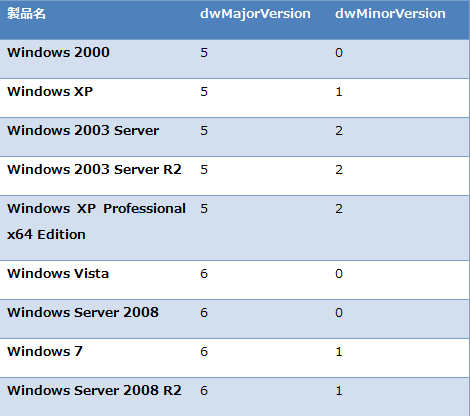 製品名 dwMajorVersion dwMinorVersion
Windows 2000 5 0
Windows XP 5 1
Windows 2003 Server 5 2
Windows 2003 Server R2 5 2
Windows XP Professional 5 2
x64 Edition
Windows Vista 6 0
Windows Server 2008 6 0
Windows 7 6 1
Windows Server 2008 R2 6 1